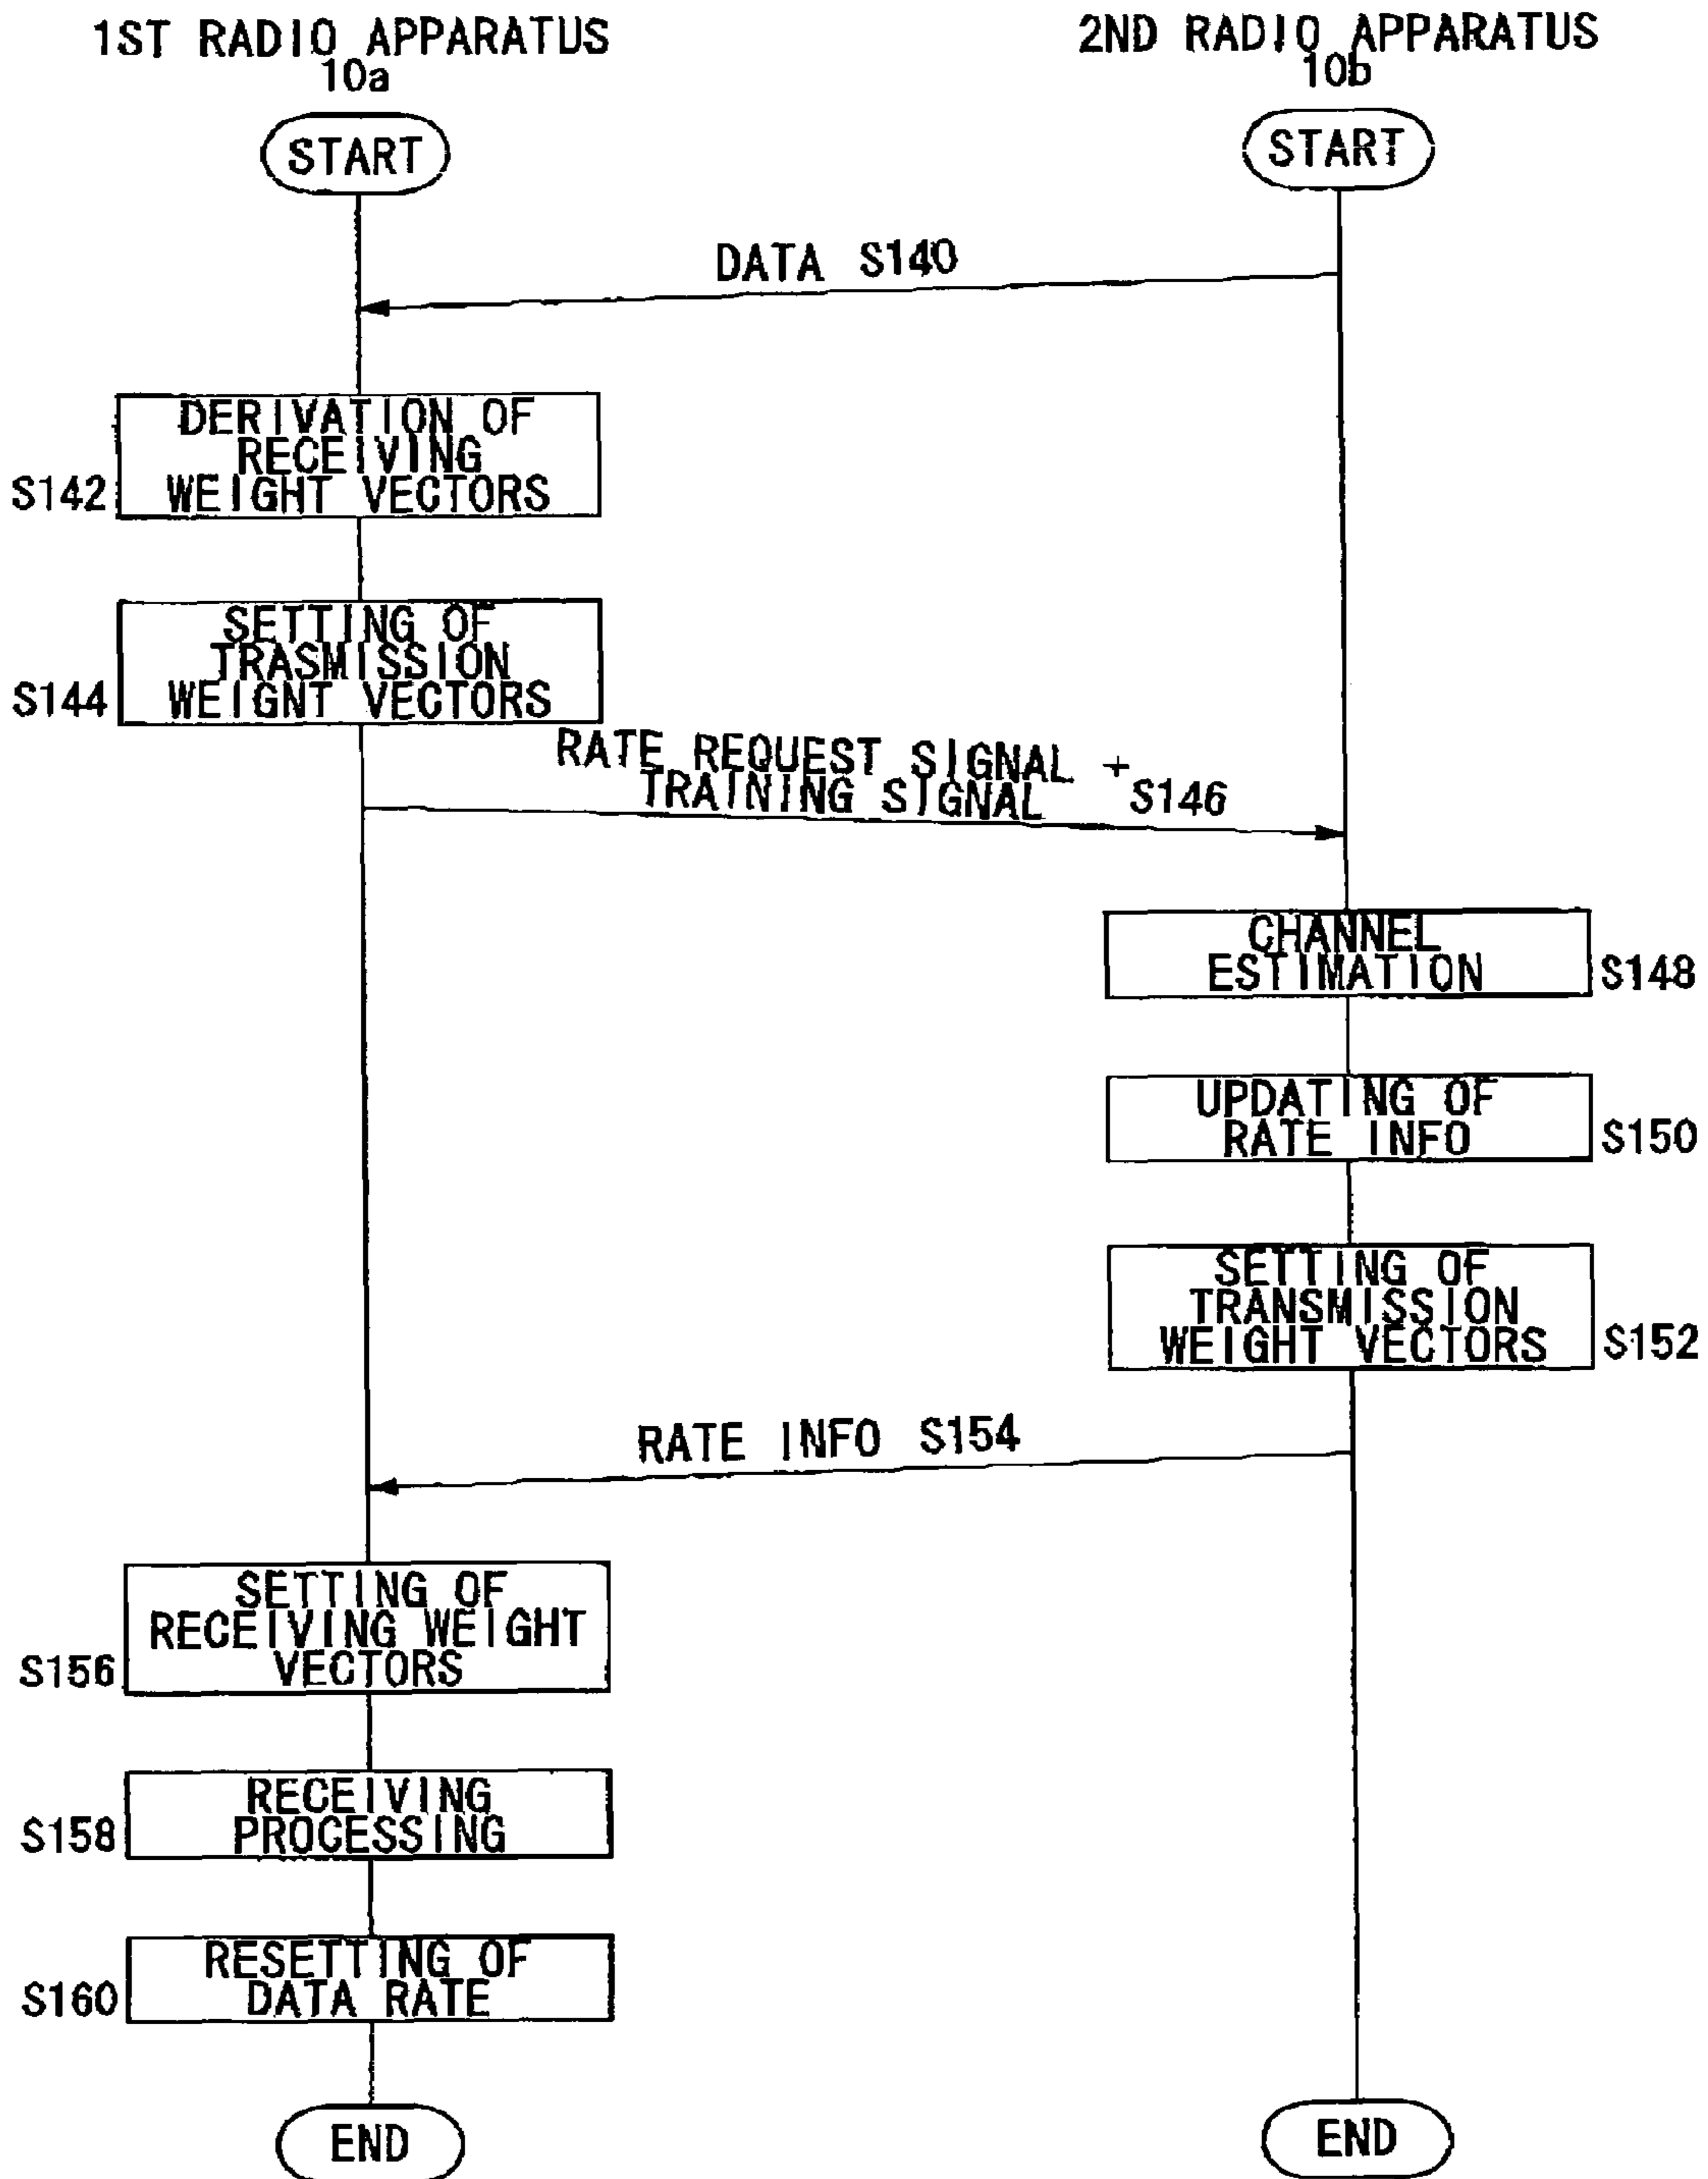 1ST RADIO APPARATUS
10a
2ND RADIO APPARATUS
10b
START
START
DATA S140
DERIVATION OF
RECEIVING
WEIGHT VECTORS
S142
SETTING OF
TRASMISSION
WEIGNT VECTORS
S144
RATE REQUEST SIGNAL +
TRAINING SIGNAL
S146
CHANNEL
ESTIMATION
S148
UPDATING OF
RATE INFO
S150
SETTING OF
TRANSMISSION
WEIGHT VECTORS
S152
RATE INFO S154
SETTING OF
RECEIVING WEIGHT
VECTORS
S156
RECEIVING
PROCESSING
S158
RESETTING OF
DATA RATE
S160
END
END